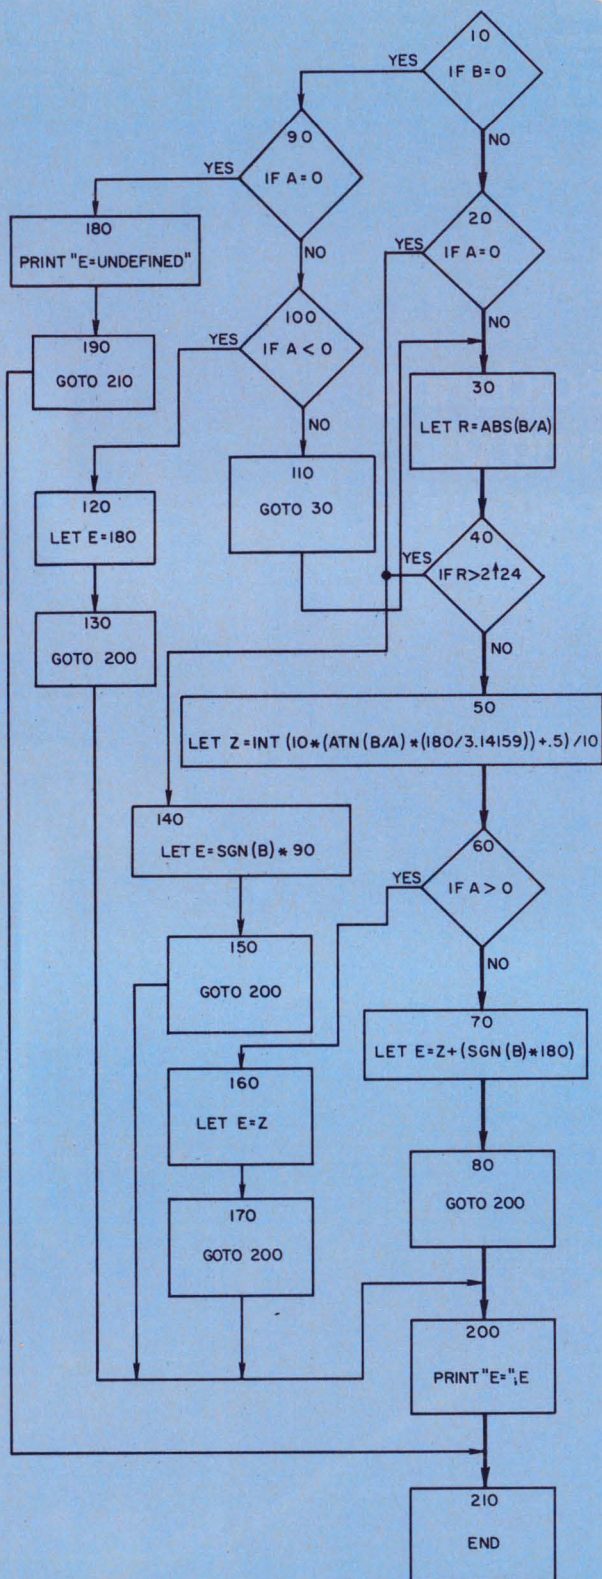 10
IF B=0
YES
NO
90
IF A=0
YES
NO
20
IF A=0
YES
NO
180
PRINT "E=UNDEFINED"
190
GOTO 210
100
IF A < 0
YES
NO
30
LET R=ABS(B/A)
110
GOTO 30
120
LET E=180
40
IF R>2↑24
YES
NO
130
GOTO 200
50
LET Z=INT (10*(ATN(B/A)*(180/3.14159))+.5)/10
140
LET E=SGN(B)*90
60
IF A > 0
YES
NO
150
GOTO 200
70
LET E=Z+(SGN(B)*180)
160
LET E=Z
80
GOTO 200
170
GOTO 200
200
PRINT "E=";E
210
END